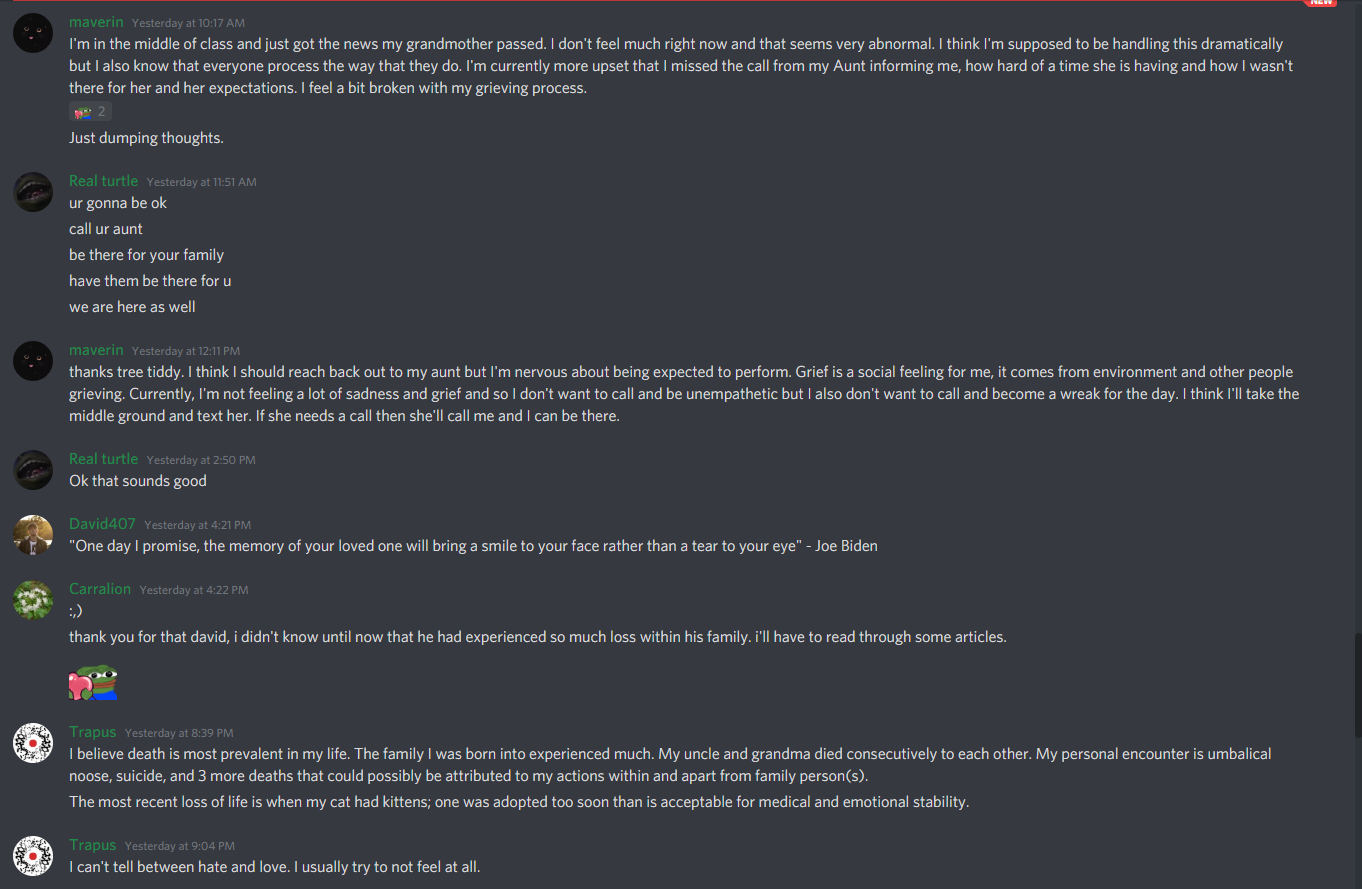 NEW
maverin Yesterday at 10:17 AM
I'm in the middle of class and just got the news my grandmother passed. I don't feel much right now and that seems very abnormal. I think I'm supposed to be handling this dramatically
but I also know that everyone process the way that they do. I'm currently more upset that I missed the call from my Aunt informing me, how hard of a time she is having and how I wasn't
there for her and her expectations. I feel a bit broken with my grieving process.
2
Just dumping thoughts.
Real turtle Yesterday at 11:51 AM
ur gonna be ok
call ur aunt
be there for your family
have them be there for u
we are here as well
maverin Yesterday at 12:11 PM
thanks tree tiddy. I think I should reach back out to my aunt but I'm nervous about being expected to perform. Grief is a social feeling for me, it comes from environment and other people
grieving. Currently, I'm not feeling a lot of sadness and grief and so I don't want to call and be unempathetic but I also don't want to call and become a wreak for the day. I think I'll take the
middle ground and text her. If she needs a call then she'll call me and I can be there.
Real turtle Yesterday at 2:50 PM
Ok that sounds good
David407 Yesterday at 4:21 PM
"One day I promise, the memory of your loved one will bring a smile to your face rather than a tear to your eye" - Joe Biden
Carralion Yesterday at 4:22 PM
:,)
thank you for that david, i didn't know until now that he had experienced so much loss within his family. i'll have to read through some articles.
Trapus Yesterday at 8:39 PM
I believe death is most prevalent in my life. The family I was born into experienced much. My uncle and grandma died consecutively to each other. My personal encounter is umbalical
noose, suicide, and 3 more deaths that could possibly be attributed to my actions within and apart from family person(s).
The most recent loss of life is when my cat had kittens; one was adopted too soon than is acceptable for medical and emotional stability.
Trapus Yesterday at 9:04 PM
I can't tell between hate and love. I usually try to not feel at all.